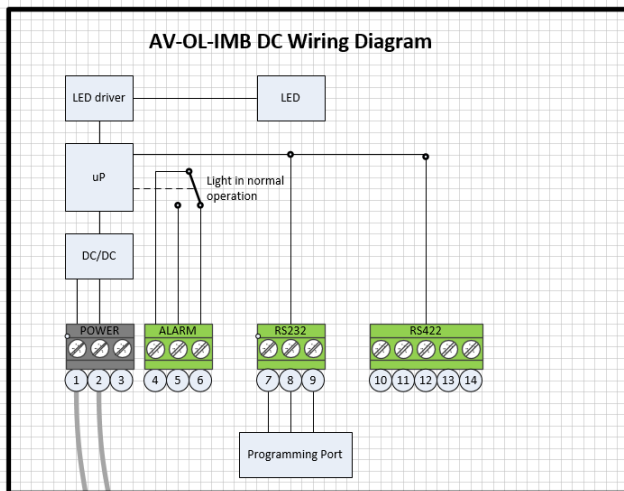 AV-OL-IMB DC Wiring Diagram
LED driver
LED
uP
Light in normal
operation
DC/DC
POWER
ALARM
RS232
RS422
1 2 3 4 5 6 7 8 9 10 11 12 13 14
Programming Port